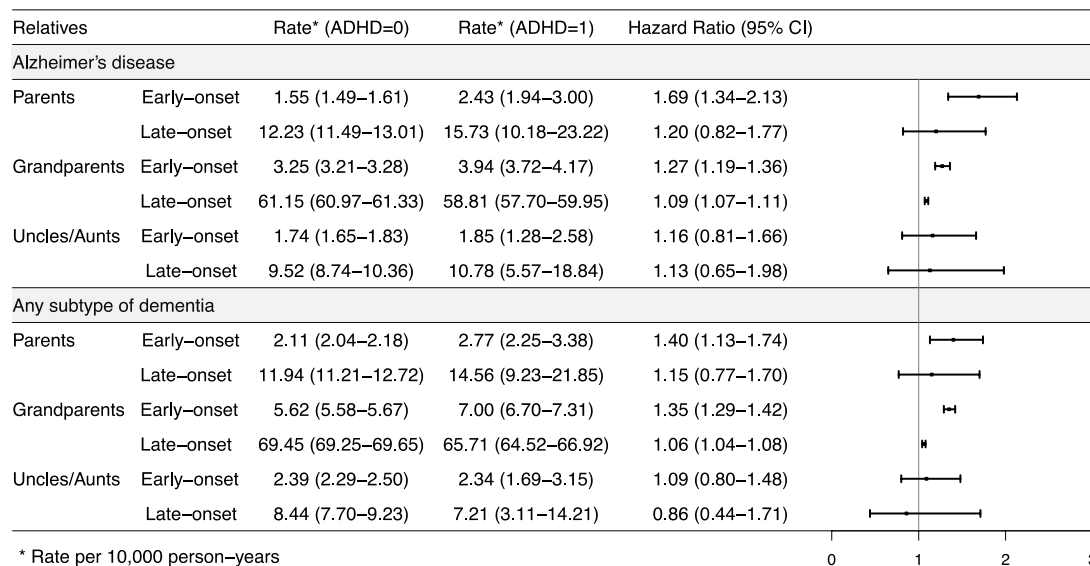 Relatives Rate* (ADHD=0) Rate* (ADHD=1) Hazard Ratio (95% CI)
Alzheimer's disease
Parents Early−onset 1.55 (1.49−1.61) 2.43 (1.94−3.00) 1.69 (1.34−2.13)
Late−onset 12.23 (11.49−13.01) 15.73 (10.18−23.22) 1.20 (0.82−1.77)
Grandparents Early−onset 3.25 (3.21−3.28) 3.94 (3.72−4.17) 1.27 (1.19−1.36)
Late−onset 61.15 (60.97−61.33) 58.81 (57.70−59.95) 1.09 (1.07−1.11)
Uncles/Aunts Early−onset 1.74 (1.65−1.83) 1.85 (1.28−2.58) 1.16 (0.81−1.66)
Late−onset 9.52 (8.74−10.36) 10.78 (5.57−18.84) 1.13 (0.65−1.98)
Any subtype of dementia
Parents Early−onset 2.11 (2.04−2.18) 2.77 (2.25−3.38) 1.40 (1.13−1.74)
Late−onset 11.94 (11.21−12.72) 14.56 (9.23−21.85) 1.15 (0.77−1.70)
Grandparents Early−onset 5.62 (5.58−5.67) 7.00 (6.70−7.31) 1.35 (1.29−1.42)
Late−onset 69.45 (69.25−69.65) 65.71 (64.52−66.92) 1.06 (1.04−1.08)
Uncles/Aunts Early−onset 2.39 (2.29−2.50) 2.34 (1.69−3.15) 1.09 (0.80−1.48)
Late−onset 8.44 (7.70−9.23) 7.21 (3.11−14.21) 0.86 (0.44−1.71)
* Rate per 10,000 person−years 0 1 2 3